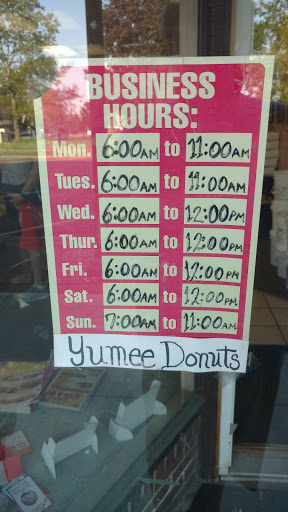 BUSINESS
HOURS:
Mon. 6:00AM to 11:00AM
Tues. 6:00AM to 11:00AM
Wed. 6:00AM to 12:00PM
Thur. 6:00AM to 12:00PM
Fri. 6:00AM to 12:00PM
Sat. 6:00AM to 12:00PM
Sun. 7:00AM to 11:00AM
Yumee Donuts